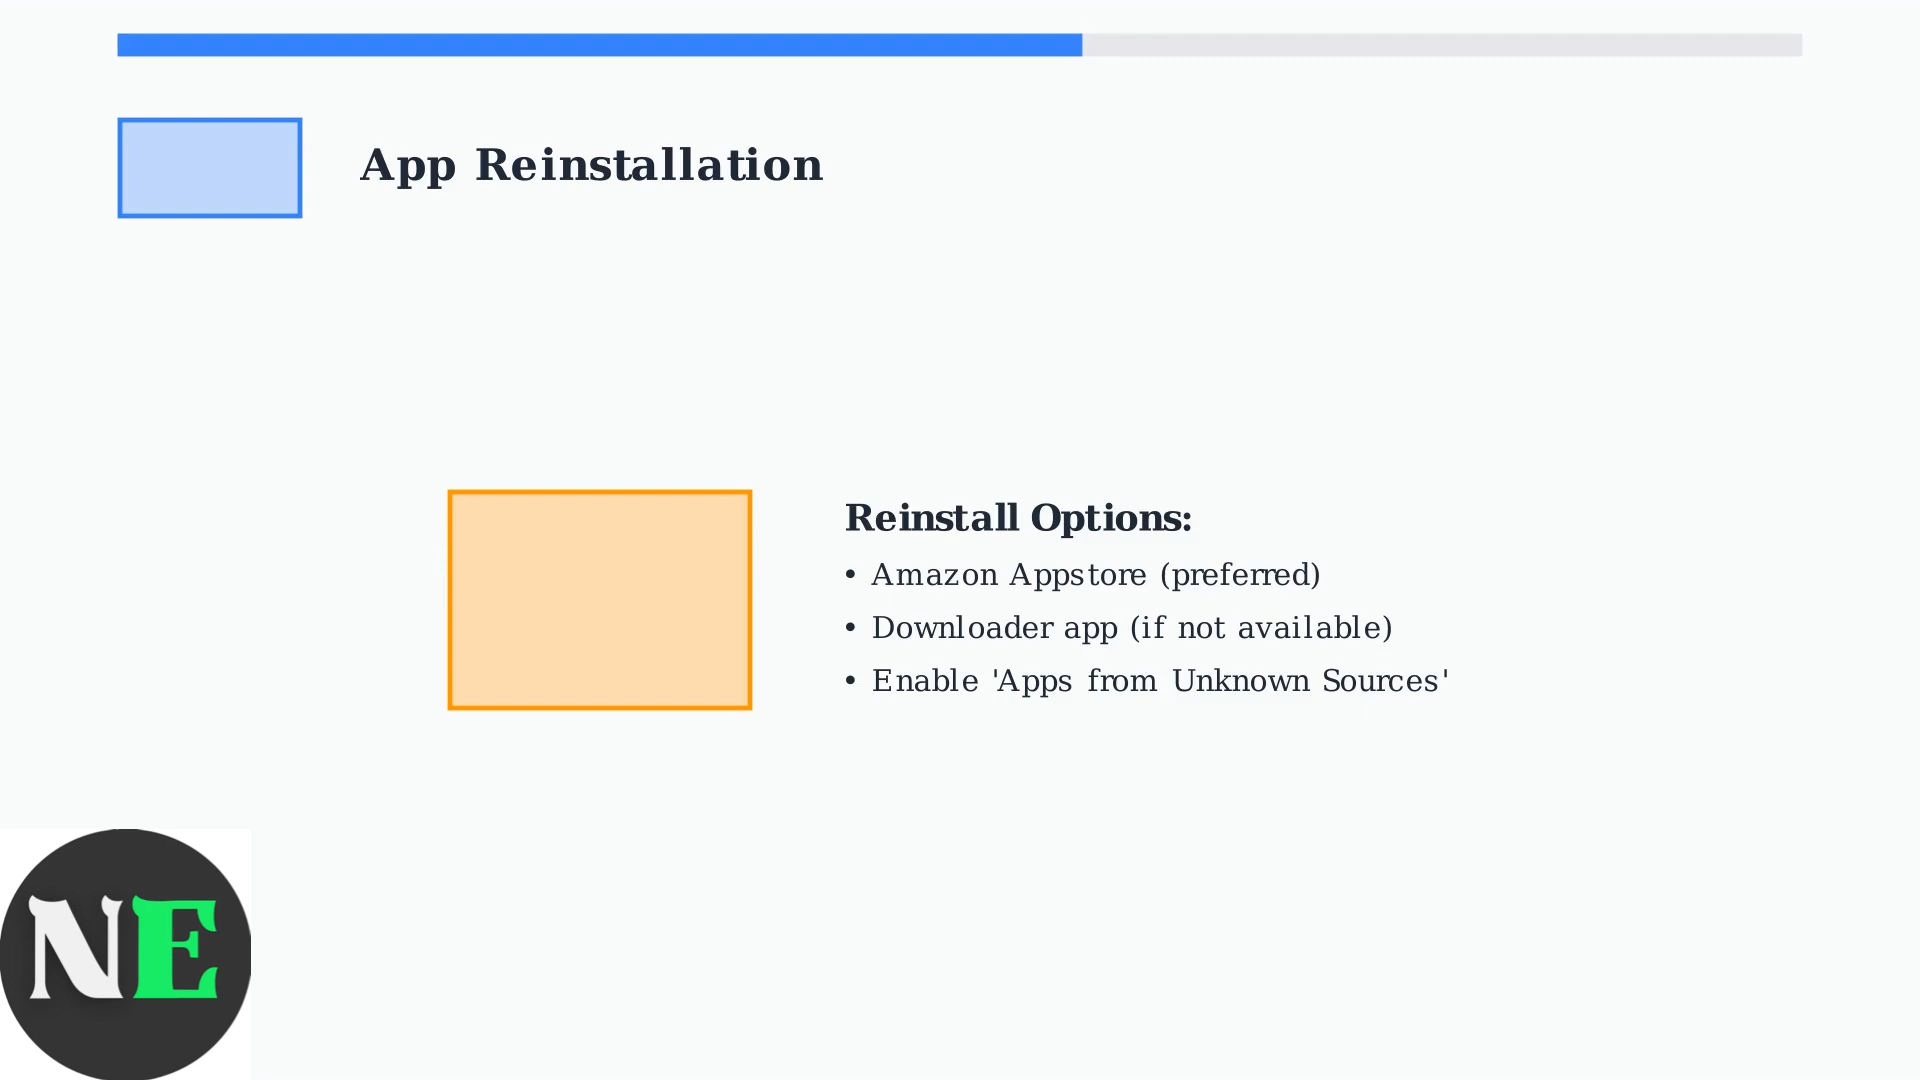 App Reinstallation
Reinstall Options:
• Amazon Appstore (preferred)
• Downloader app (if not available)
• Enable 'Apps from Unknown Sources'
NE